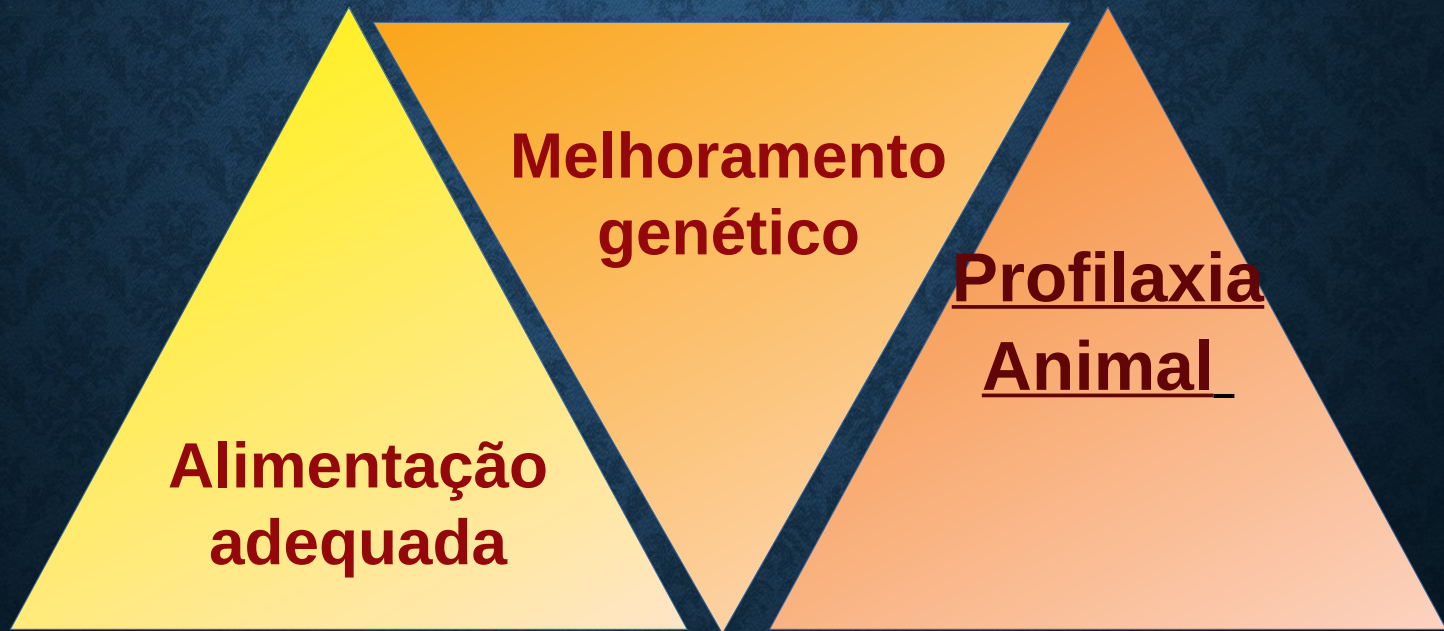 Melhoramento
genético
Profilaxia
Animal
Alimentação
adequada